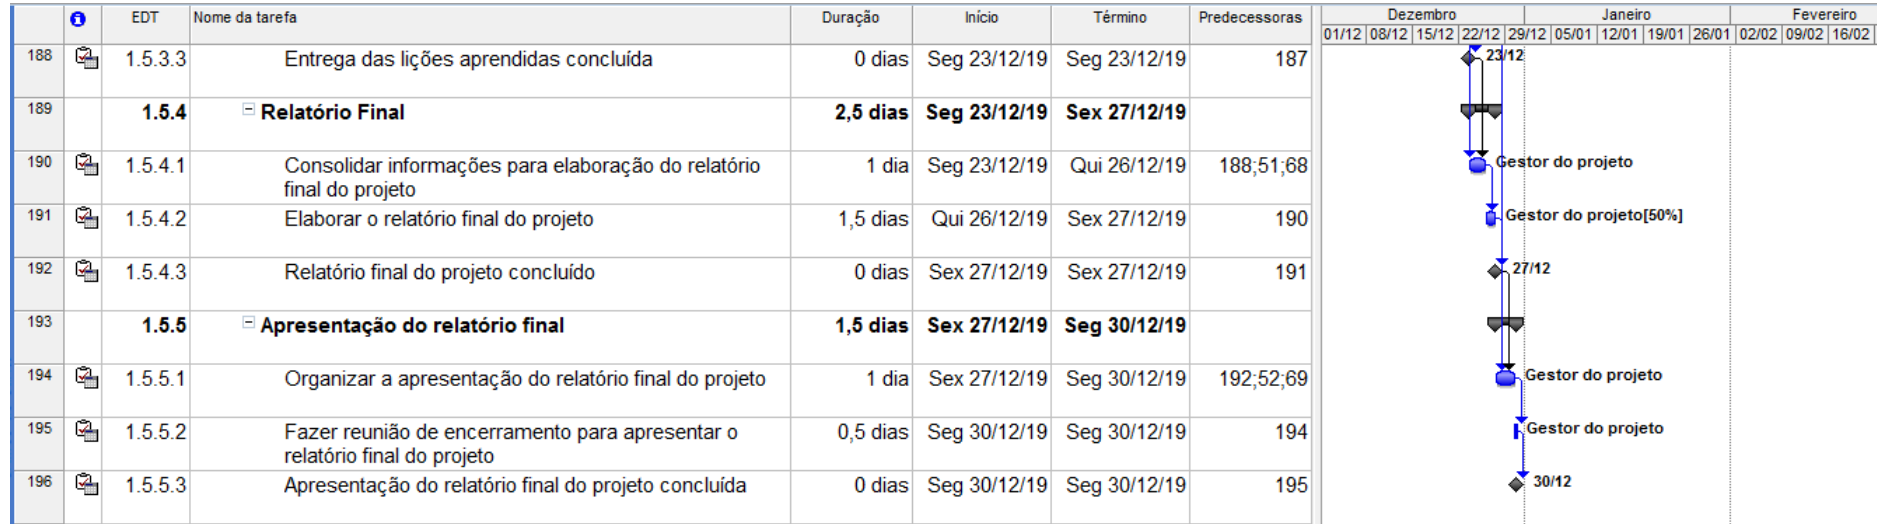 EDT Nome da tarefa Duração Início Término Predecessoras Dezembro Janeiro Fevereiro
01/12 08/12 15/12 22/12 29/12 05/01 12/01 19/01 26/01 02/02 09/02 16/02
188 1.5.3.3 Entrega das lições aprendidas concluída 0 dias Seg 23/12/19 Seg 23/12/19 187 23/12
189 1.5.4 Relatório Final 2,5 dias Seg 23/12/19 Sex 27/12/19
190 1.5.4.1 Consolidar informações para elaboração do relatório 1 dia Seg 23/12/19 Qui 26/12/19 188;51;68 Gestor do projeto
final do projeto
191 1.5.4.2 Elaborar o relatório final do projeto 1,5 dias Qui 26/12/19 Sex 27/12/19 190 Gestor do projeto[50%]
192 1.5.4.3 Relatório final do projeto concluído 0 dias Sex 27/12/19 Sex 27/12/19 191 27/12
193 1.5.5 Apresentação do relatório final 1,5 dias Sex 27/12/19 Seg 30/12/19
194 1.5.5.1 Organizar a apresentação do relatório final do projeto 1 dia Sex 27/12/19 Seg 30/12/19 192;52;69 Gestor do projeto
195 1.5.5.2 Fazer reunião de encerramento para apresentar o 0,5 dias Seg 30/12/19 Seg 30/12/19 194 Gestor do projeto
relatório final do projeto
196 1.5.5.3 Apresentação do relatório final do projeto concluída 0 dias Seg 30/12/19 Seg 30/12/19 195 30/12